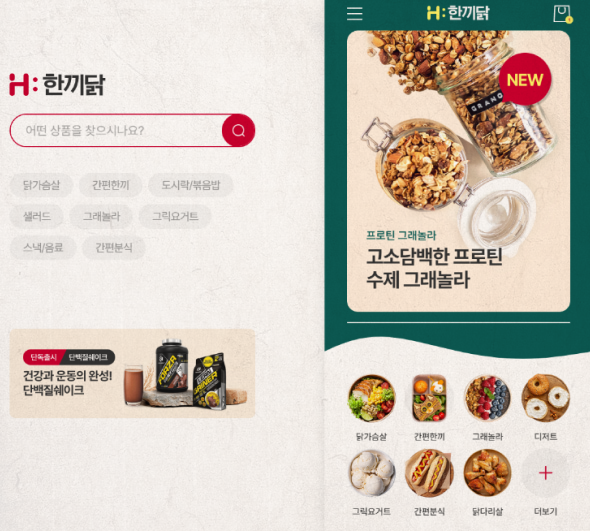 H: 한끼닭
어떤 상품을 찾으시나요?
닭가슴살 간편한끼 도시락/볶음밥
샐러드 그래놀라 그릭요거트
스낵/음료 간편분식
단독출시 단백질쉐이크
건강과 운동의 완성!
단백질쉐이크
FORZA
GAINER
H: 한끼닭
1
NEW
GRANO
프로틴 그래놀라
고소담백한 프로틴
수제 그래놀라
닭가슴살 간편한끼 그래놀라 디저트
그릭요거트 간편분식 닭다리살 더보기